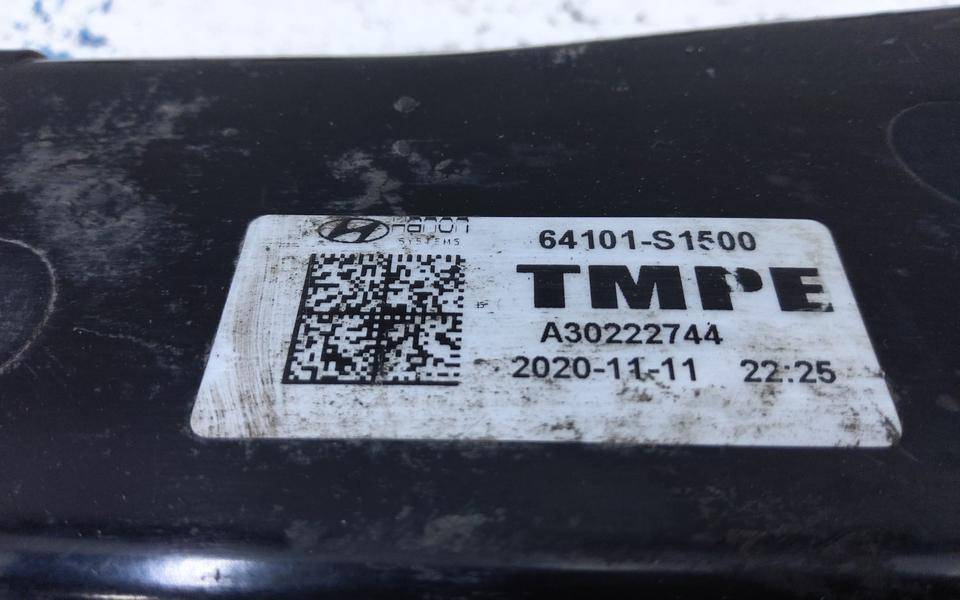 Hanon
SYSTEMS
64101-S1500
TMPE
A30222744
2020-11-11 22:25